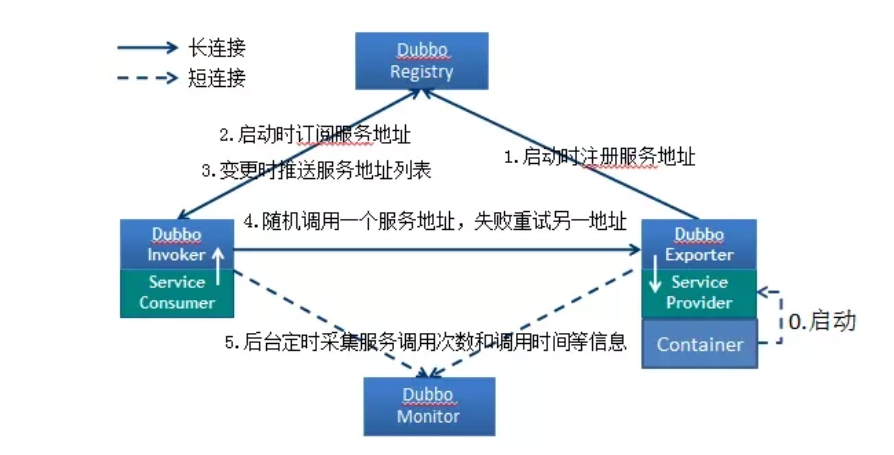 长连接
短连接
Dubbo
Registry
2.启动时订阅服务地址
3.变更时推送服务地址列表
1.启动时注册服务地址
4.随机调用一个服务地址，失败重试另一地址
Dubbo
Invoker
Service
Consumer
Dubbo
Exporter
Service
Provider
Container
0.启动
5.后台定时采集服务调用次数和调用时间等信息
Dubbo
Monitor